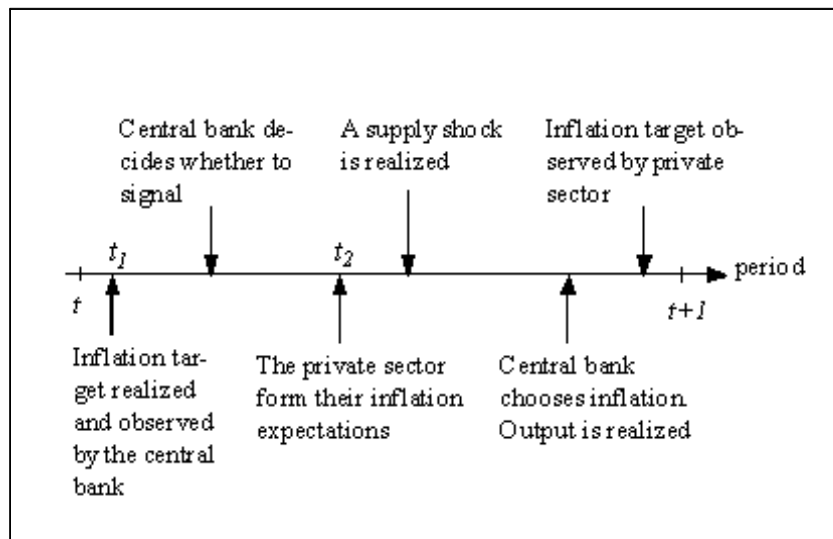 Central bank de-
cides whether to
signal
A supply shock
is realized
Inflation target ob-
served by private
sector
t1
t2
period
t
t+1
Inflation tar-
get realized
and observed
by the central
bank
The private sector
form their inflation
expectations
Central bank
chooses inflation.
Output is realized